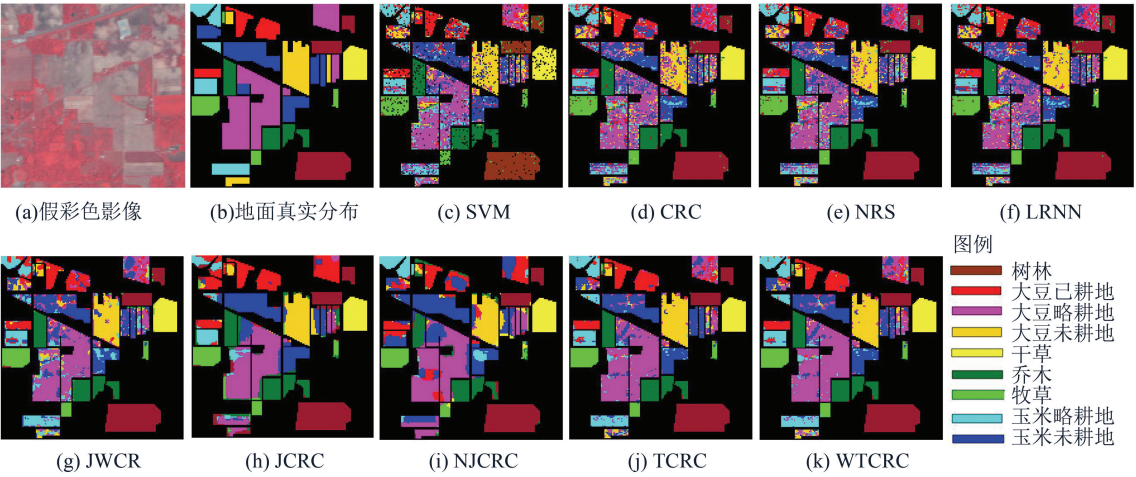 (a)假彩色影像
(b)地面真实分布
(c) SVM
(d) CRC
(e) NRS
(f) LRNN
图例
树林
大豆已耕地
大豆略耕地
大豆未耕地
干草
乔木
牧草
玉米略耕地
玉米未耕地
(g) JWCR
(h) JCRC
(i) NJCRC
(j) TCRC
(k) WTCRC